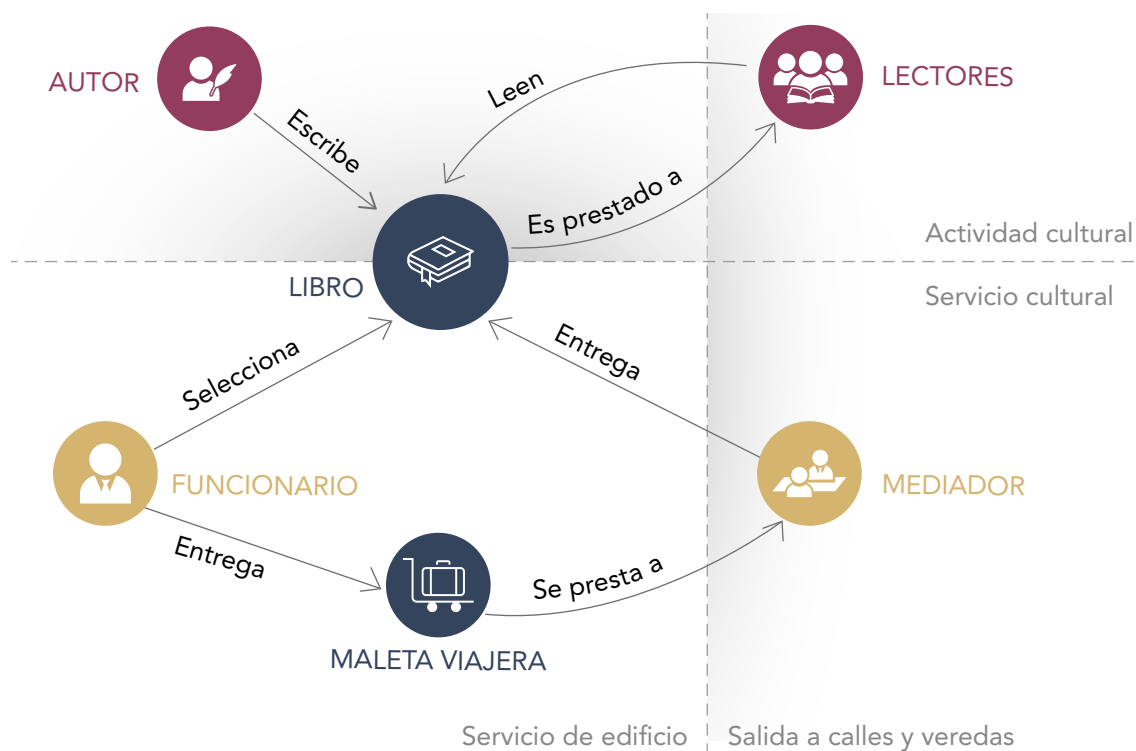 AUTOR
LECTORES
Leen
Escribe
Es prestado a
Actividad cultural
LIBRO
Servicio cultural
Selecciona
Entrega
FUNCIONARIO
MEDIADOR
Entrega
Se presta a
MALETA VIAJERA
Servicio de edificio
Salida a calles y veredas